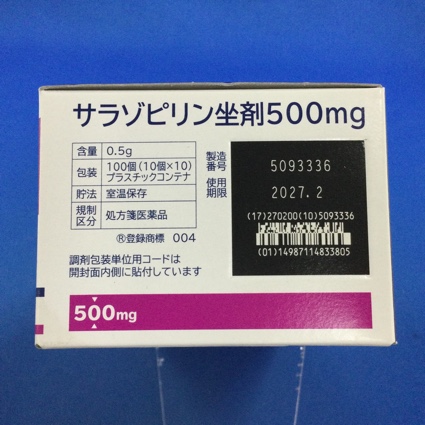 サラゾピリン坐剤500mg
含量 0.5g
包装 100個(10個×10)
プラスチックコンテナ
貯法 室温保存
規制区分 処方箋医薬品
®登録商標 004
調剤包装単位用コードは
開封面内側に貼付しています
製造番号 5093336
使用期限 2027.2
(17)270200(10)5093336
(01)14987114833805
500mg